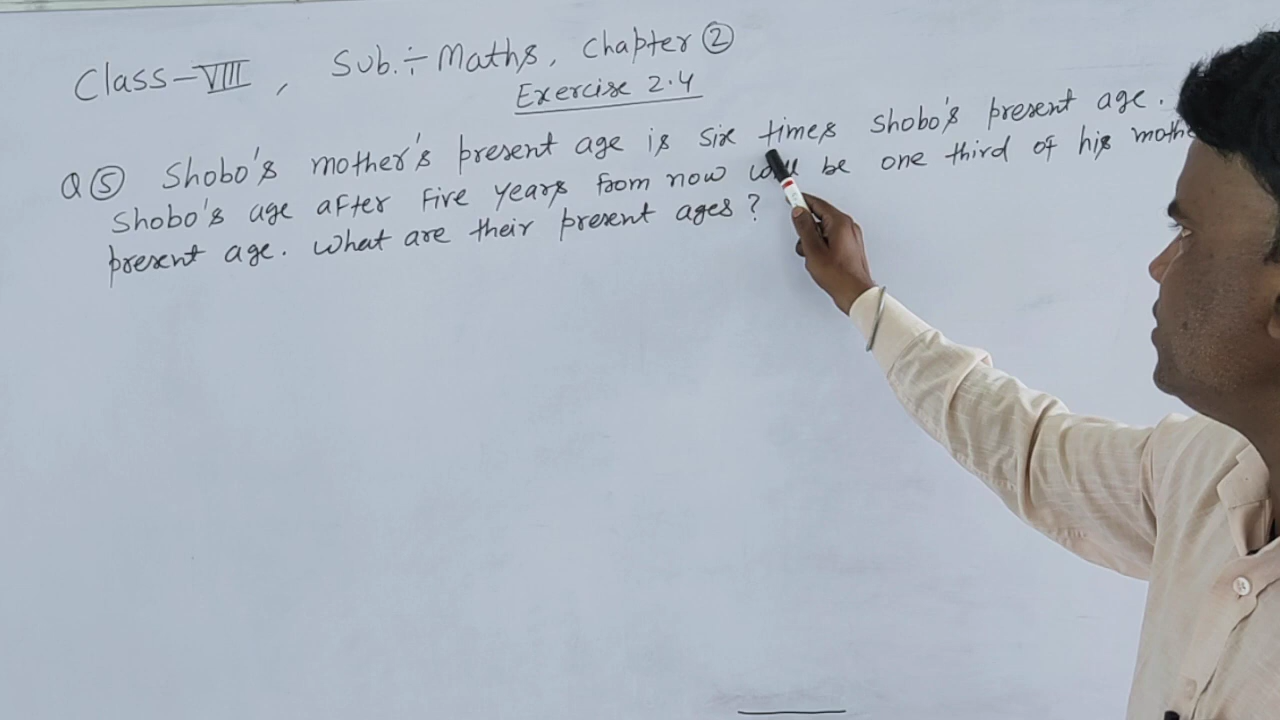 Class-VIII, Sub.÷Maths, Chapter ②
Exercise 2.4
Q ⑤ Shobo's mother's present age is six times Shobo's present age.
Shobo's age after five years from now will be one third of his mothe
present age. What are their present ages?